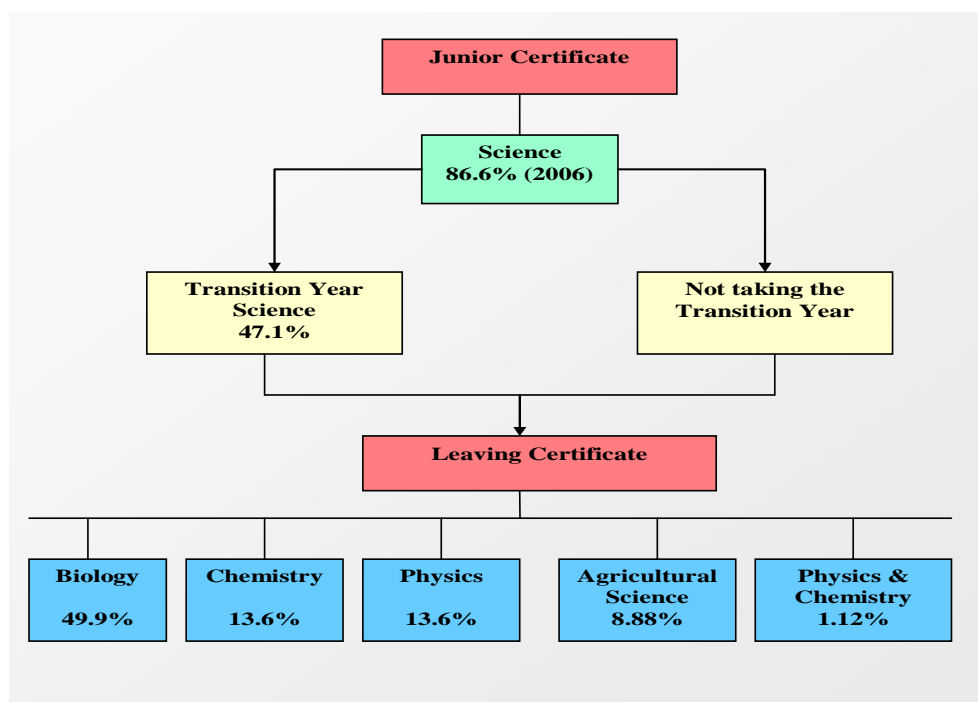 Junior Certificate
Science
86.6% (2006)
Transition Year
Science
47.1%
Not taking the
Transition Year
Leaving Certificate
Biology
49.9%
Chemistry
13.6%
Physics
13.6%
Agricultural
Science
8.88%
Physics &
Chemistry
1.12%